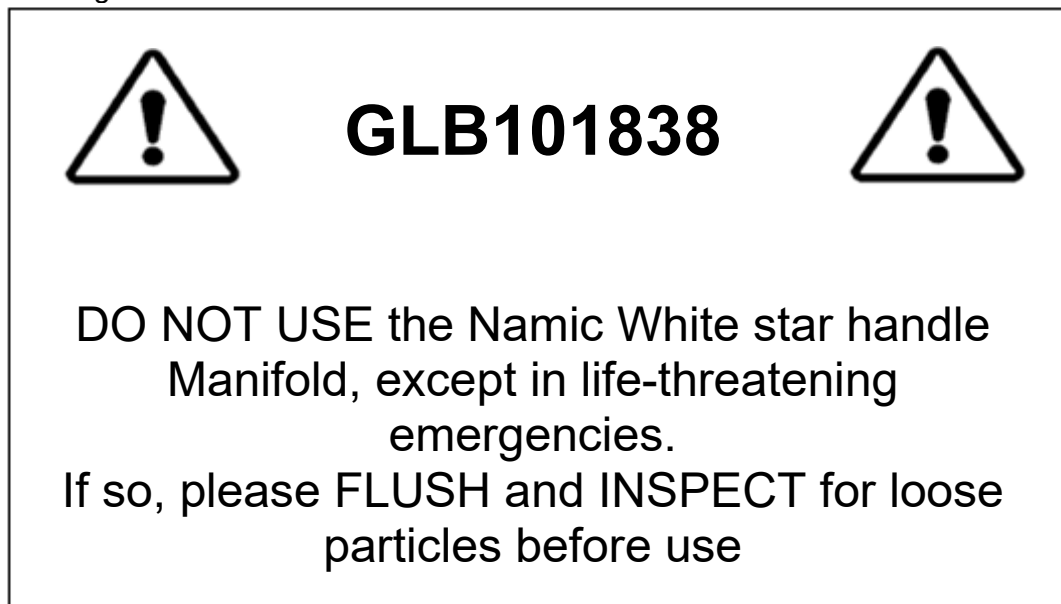 GLB101838
DO NOT USE the Namic White star handle
Manifold, except in life-threatening
emergencies.
If so, please FLUSH and INSPECT for loose
particles before use